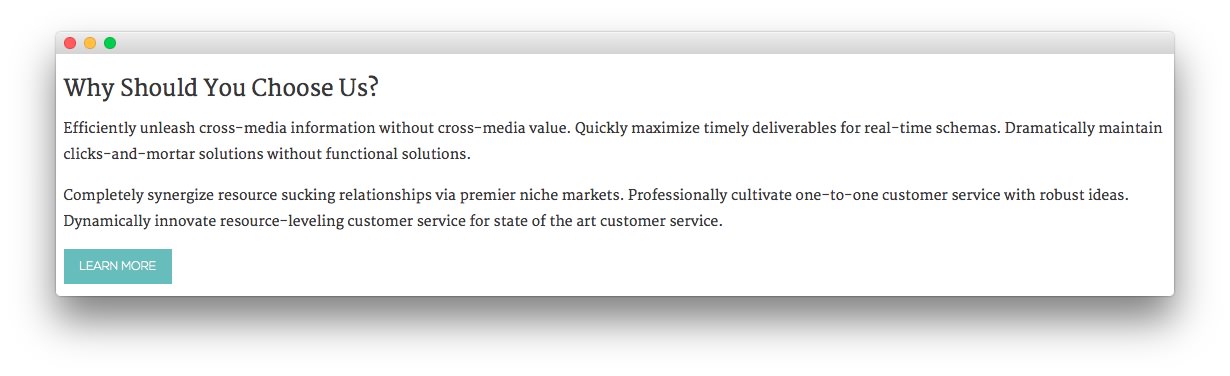 Why Should You Choose Us?
Efficiently unleash cross-media information without cross-media value. Quickly maximize timely deliverables for real-time schemas. Dramatically maintain
clicks-and-mortar solutions without functional solutions.
Completely synergize resource sucking relationships via premier niche markets. Professionally cultivate one-to-one customer service with robust ideas.
Dynamically innovate resource-leveling customer service for state of the art customer service.
LEARN MORE